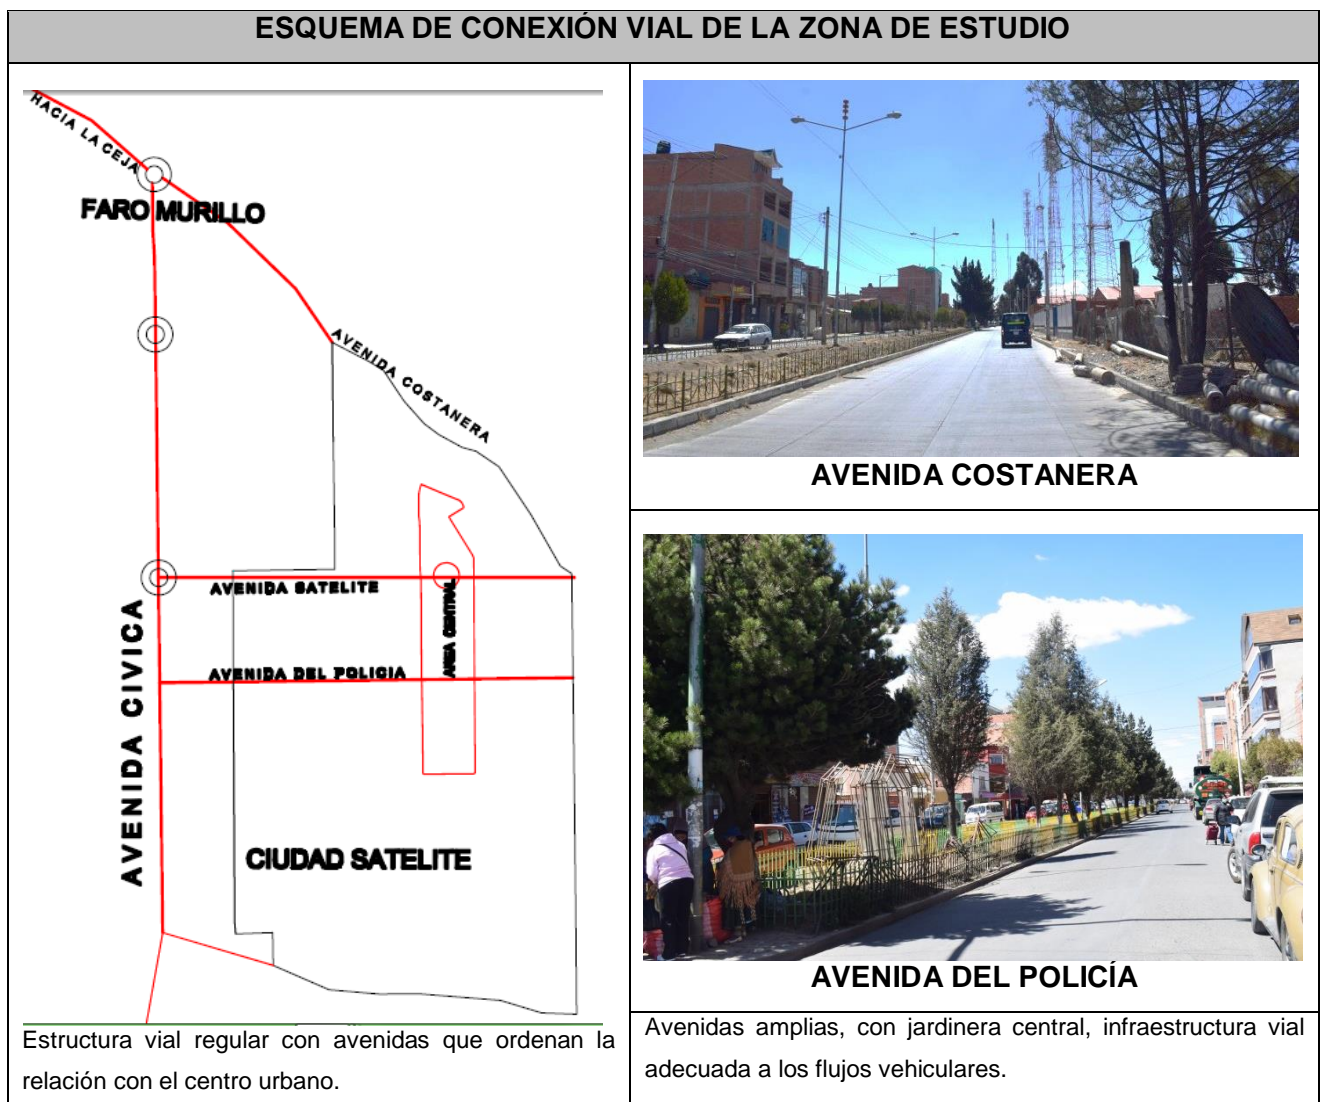 ESQUEMA DE CONEXIÓN VIAL DE LA ZONA DE ESTUDIO
HACIA LA CEJA
FARO MURILLO
AVENIDA COSTANERA
AVENIDA SATELITE
AREA CENTRAL
AVENIDA DEL POLICIA
AVENIDA CIVICA
CIUDAD SATELITE
Estructura vial regular con avenidas que ordenan la
relación con el centro urbano.
AVENIDA COSTANERA
AVENIDA DEL POLICÍA
Avenidas amplias, con jardinera central, infraestructura vial
adecuada a los flujos vehiculares.